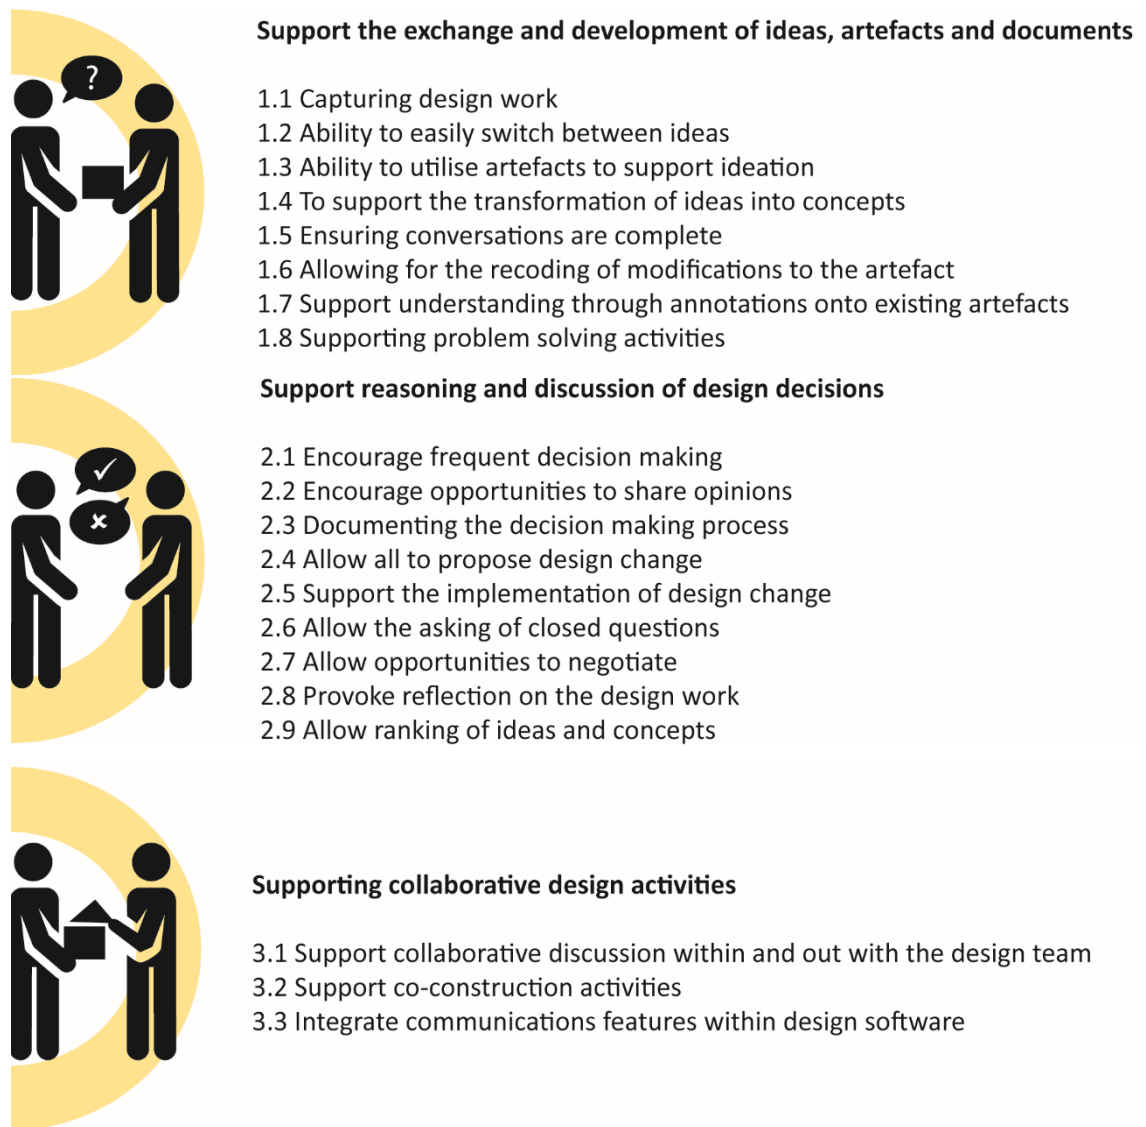 Support the exchange and development of ideas, artefacts and documents
?
1.1 Capturing design work
1.2 Ability to easily switch between ideas
1.3 Ability to utilise artefacts to support ideation
1.4 To support the transformation of ideas into concepts
1.5 Ensuring conversations are complete
1.6 Allowing for the recoding of modifications to the artefact
1.7 Support understanding through annotations onto existing artefacts
1.8 Supporting problem solving activities
Support reasoning and discussion of design decisions
2.1 Encourage frequent decision making
2.2 Encourage opportunities to share opinions
2.3 Documenting the decision making process
2.4 Allow all to propose design change
2.5 Support the implementation of design change
2.6 Allow the asking of closed questions
2.7 Allow opportunities to negotiate
2.8 Provoke reflection on the design work
2.9 Allow ranking of ideas and concepts
Supporting collaborative design activities
3.1 Support collaborative discussion within and out with the design team
3.2 Support co-construction activities
3.3 Integrate communications features within design software